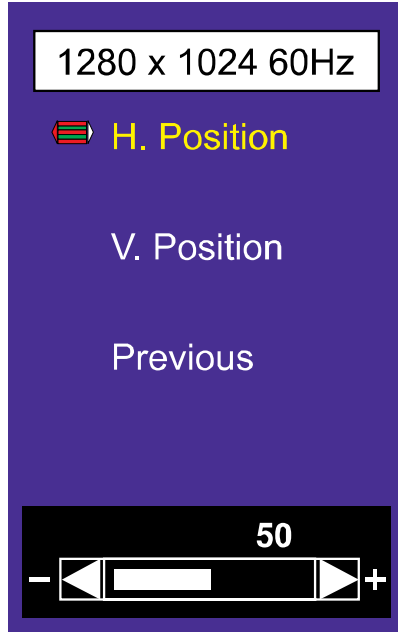 1280 x 1024 60Hz
H. Position
V. Position
Previous
50
- +